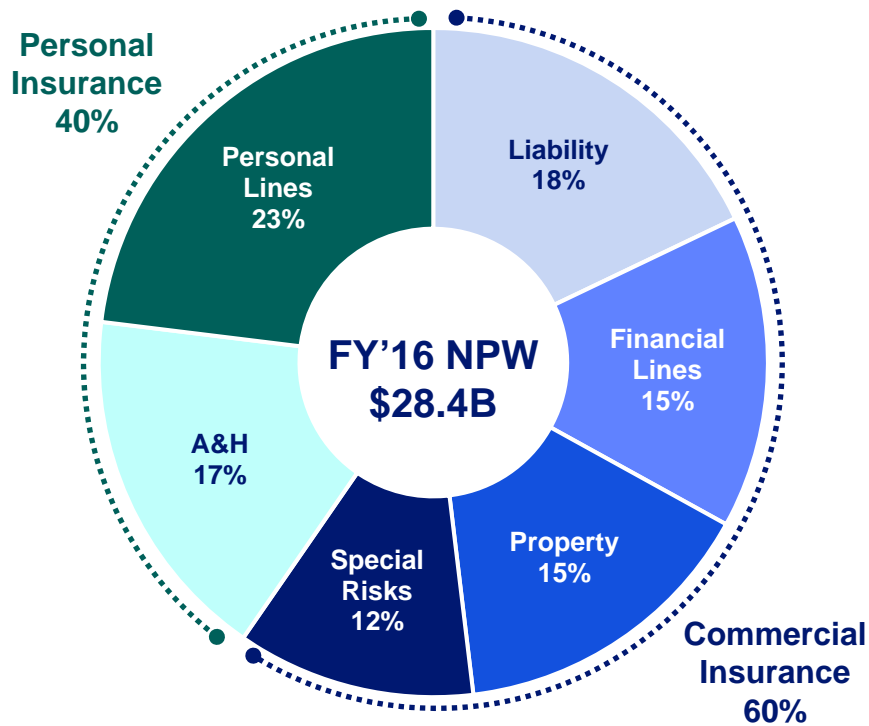 Personal
Insurance
40%
Personal
Lines
23%
Liability
18%
Financial
Lines
15%
FY’16 NPW
$28.4B
A&H
17%
Property
15%
Special
Risks
12%
Commercial
Insurance
60%